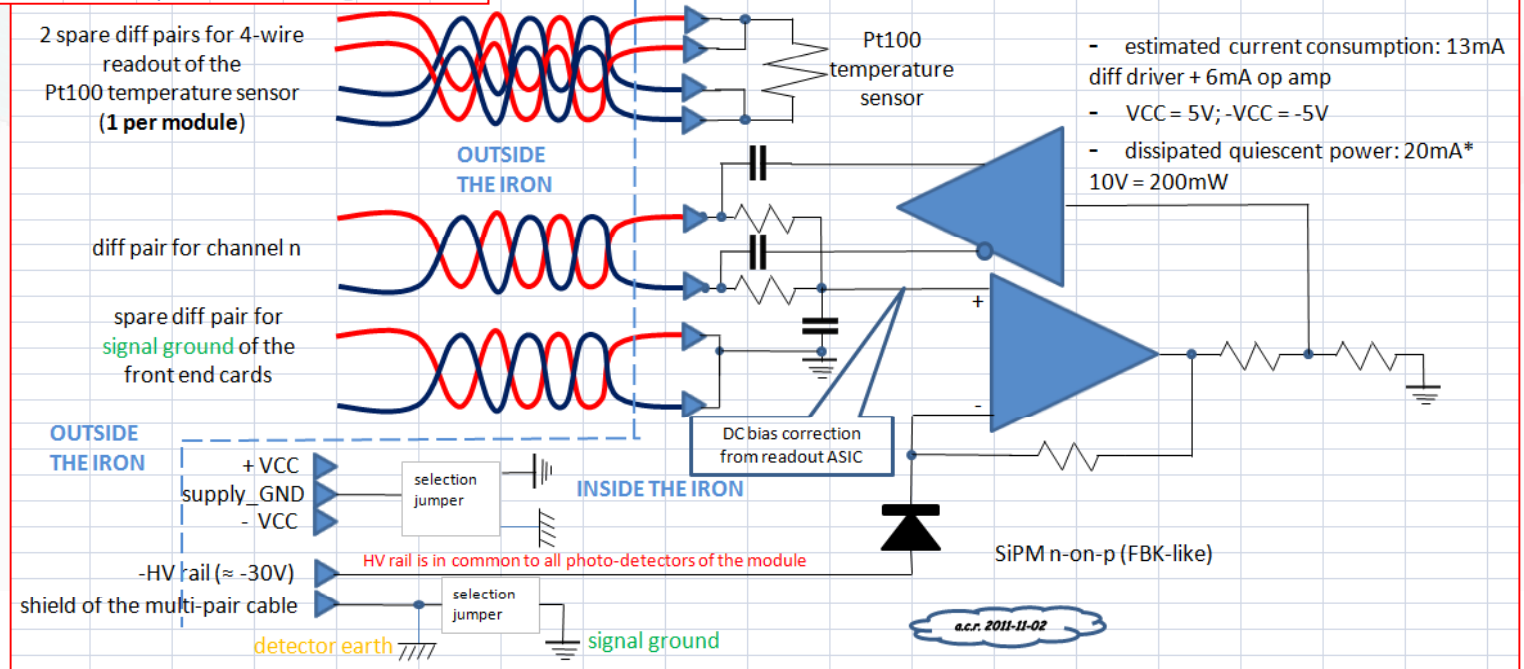 2 spare diff pairs for 4-wire
readout of the
Pt100 temperature sensor
(1 per module)
Pt100
temperature
sensor
- estimated current consumption: 13mA
diff driver + 6mA op amp
- VCC = 5V; -VCC = -5V
- dissipated quiescent power: 20mA*
10V = 200mW
OUTSIDE
THE IRON
diff pair for channel n
spare diff pair for
signal ground of the
front end cards
+
-
DC bias correction
from readout ASIC
OUTSIDE
THE IRON
+ VCC
supply_GND
- VCC
selection
jumper
INSIDE THE IRON
HV rail is in common to all photo-detectors of the module
SiPM n-on-p (FBK-like)
-HV rail (≈ -30V)
shield of the multi-pair cable
selection
jumper
detector earth
signal ground
a.c.r. 2011-11-02